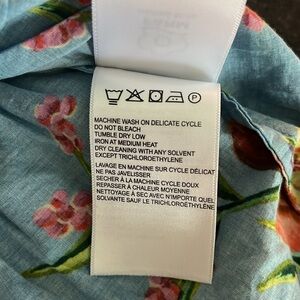 MACHINE WASH ON DELICATE CYCLE
DO NOT BLEACH
TUMBLE DRY LOW
IRON AT MEDIUM HEAT
DRY CLEANING WITH ANY SOLVENT
EXCEPT TRICHLOROETHYLENE
LAVAGE EN MACHINE SUR CYCLE DÉLICAT
NE PAS JAVELLISER
SÉCHER À LA MACHINE CYCLE DOUX
REPASSER À CHALEUR MOYENNE
NETTOYAGE À SEC AVEC N'IMPORTE QUEL
SOLVANTE SAUF LE TRICHLOROÉTHYLÈNE